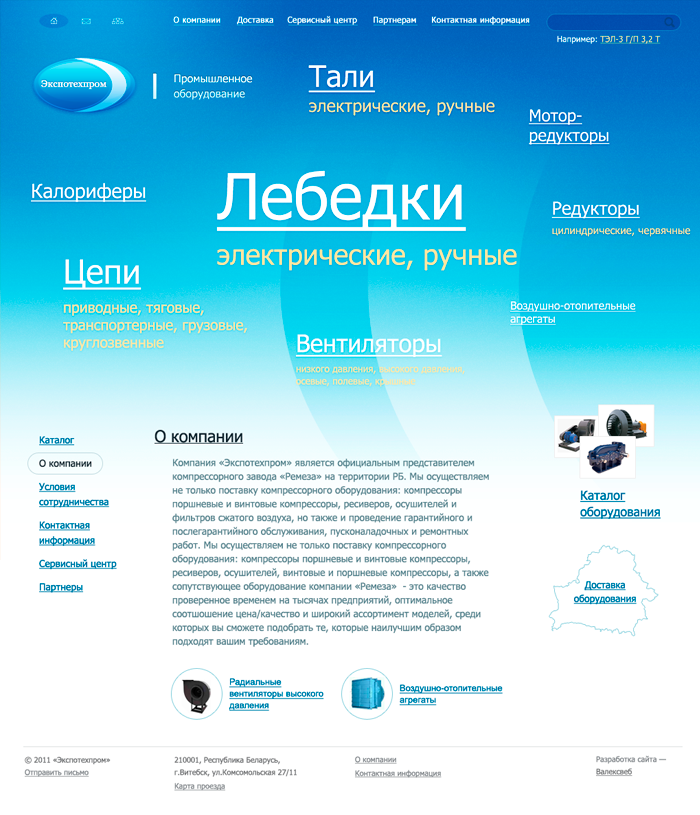 О компании Доставка Сервисный центр Партнерам Контактная информация
Например: ТЭЛ-3 Г/П 3,2 Т
Экспотехпром
Промышленное
оборудование
Тали
электрические, ручные
Мотор-
редукторы
Калориферы
Лебедки
электрические, ручные
Редукторы
цилиндрические, червячные
Цепи
приводные, тяговые,
транспортерные, грузовые,
круглозвенные
Воздушно-отопительные
агрегаты
Вентиляторы
низкого давления, высокого давления,
осевые, полевые, крышные
Каталог
О компании
Условия
сотрудничества
Контактная
информация
Сервисный центр
Партнеры
О компании
Компания «Экспотехпром» является официальным представителем
компрессорного завода «Ремеза» на территории РБ. Мы осуществляем
не только поставку компрессорного оборудования: компрессоры
поршневые и винтовые компрессоры, ресиверов, осушителей и
фильтров сжатого воздуха, но также и проведение гарантийного и
послегарантийного обслуживания, пусконаладочных и ремонтных
работ. Мы осуществляем не только поставку компрессорного
оборудования: компрессоры поршневые и винтовые компрессоры,
ресиверов, осушителей, винтовые и поршневые компрессоры, а также
сопутствующее оборудование компании «Ремеза» - это качество
проверенное временем на тысячах предприятий, оптимальное
соотшошение цена/качество и широкий ассортимент моделей, среди
которых вы сможете подобрать те, которые наилучшим образом
подходят вашим требованиям.
Каталог
оборудования
Доставка
оборудования
Радиальные
вентиляторы высокого
давления
Воздушно-отопительные
агрегаты
© 2011 «Экспотехпром»
Отправить письмо
210001, Республика Беларусь,
г.Витебск, ул.Комсомольская 27/11
Карта проезда
О компании
Контактная информация
Разработка сайта —
Валексвеб